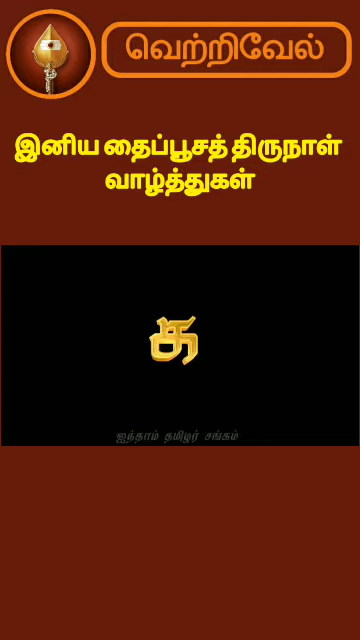 வெற்றிவேல்
இனிய தைப்பூசத் திருநாள்
வாழ்த்துகள்
க
ஐந்தாம் தமிழர் சங்கம்